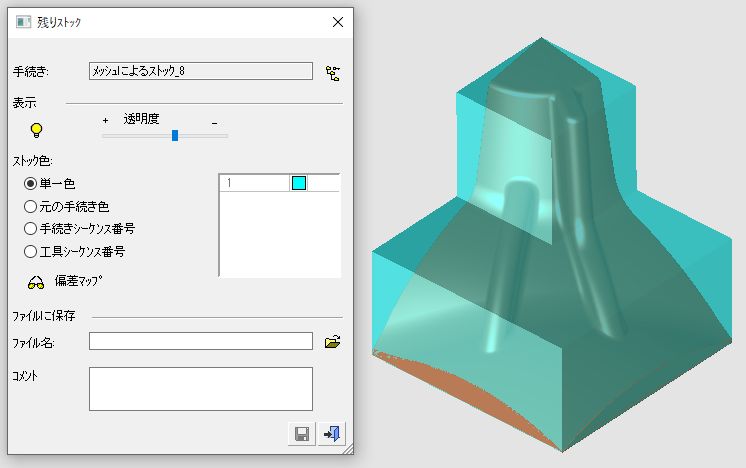 残りストック
手続き: メッシュによるストック_8
表示
+ 透明度 -
ストック色:
単一色
元の手続き色
手続きシーケンス番号
工具シーケンス番号
1
偏差マップ
ファイルに保存
ファイル名:
コメント